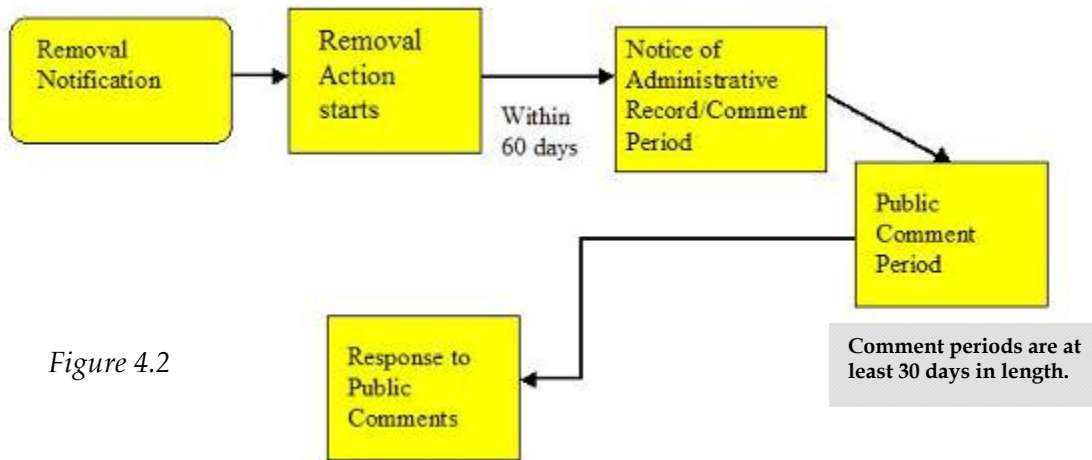 Removal
Notification
Removal
Action
starts
Within
60 days
Notice of
Administrative
Record/Comment
Period
Public
Comment
Period
Comment periods are at
least 30 days in length.
Response to
Public
Comments
Figure 4.2